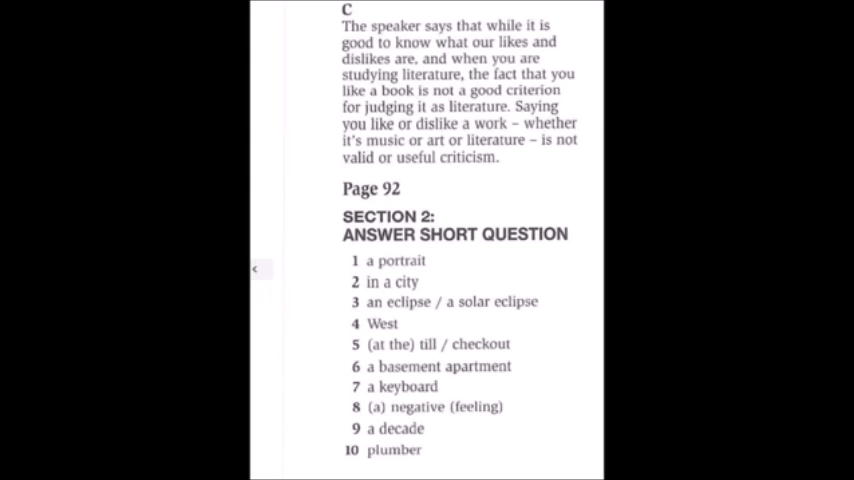 C
The speaker says that while it is
good to know what our likes and
dislikes are, and when you are
studying literature, the fact that you
like a book is not a good criterion
for judging it as literature. Saying
you like or dislike a work – whether
it's music or art or literature – is not
valid or useful criticism.
Page 92
SECTION 2:
ANSWER SHORT QUESTION
1 a portrait
2 in a city
3 an eclipse / a solar eclipse
4 West
5 (at the) till / checkout
6 a basement apartment
7 a keyboard
8 (a) negative (feeling)
9 a decade
10 plumber